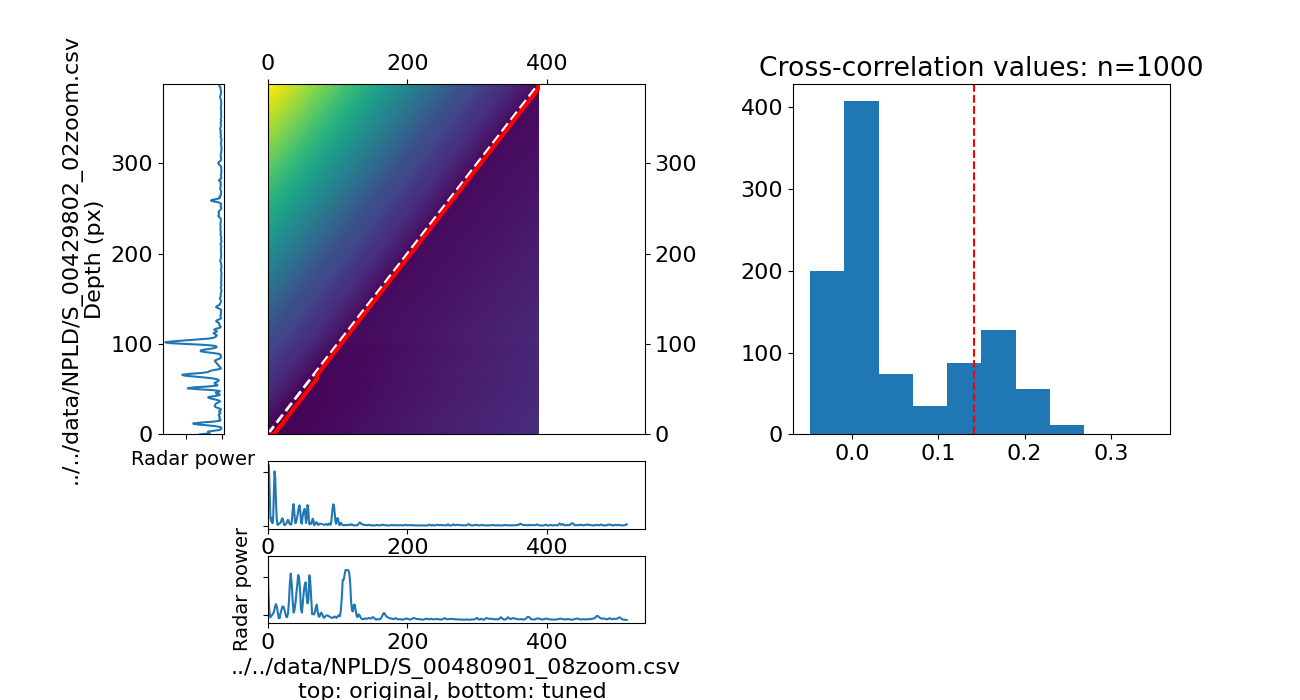 0 200 400
../../data/NPLD/S_00429802_02zoom.csv
Depth (px)
300
200
100
0
Radar power
300
200
100
0
0 200 400
Radar power
0 200 400
../../data/NPLD/S_00480901_08zoom.csv
top: original, bottom: tuned
Cross-correlation values: n=1000
400
300
200
100
0
0.0 0.1 0.2 0.3